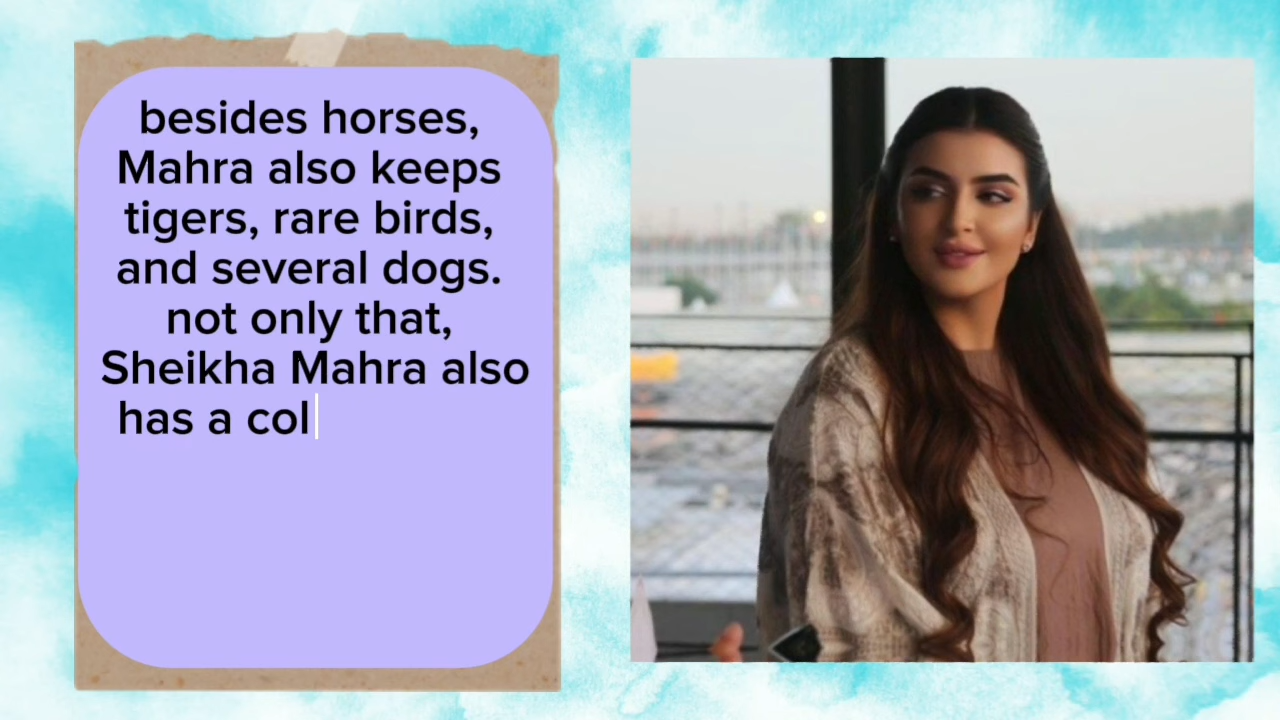 besides horses,
Mahra also keeps
tigers, rare birds,
and several dogs.
not only that,
Sheikha Mahra also
has a col